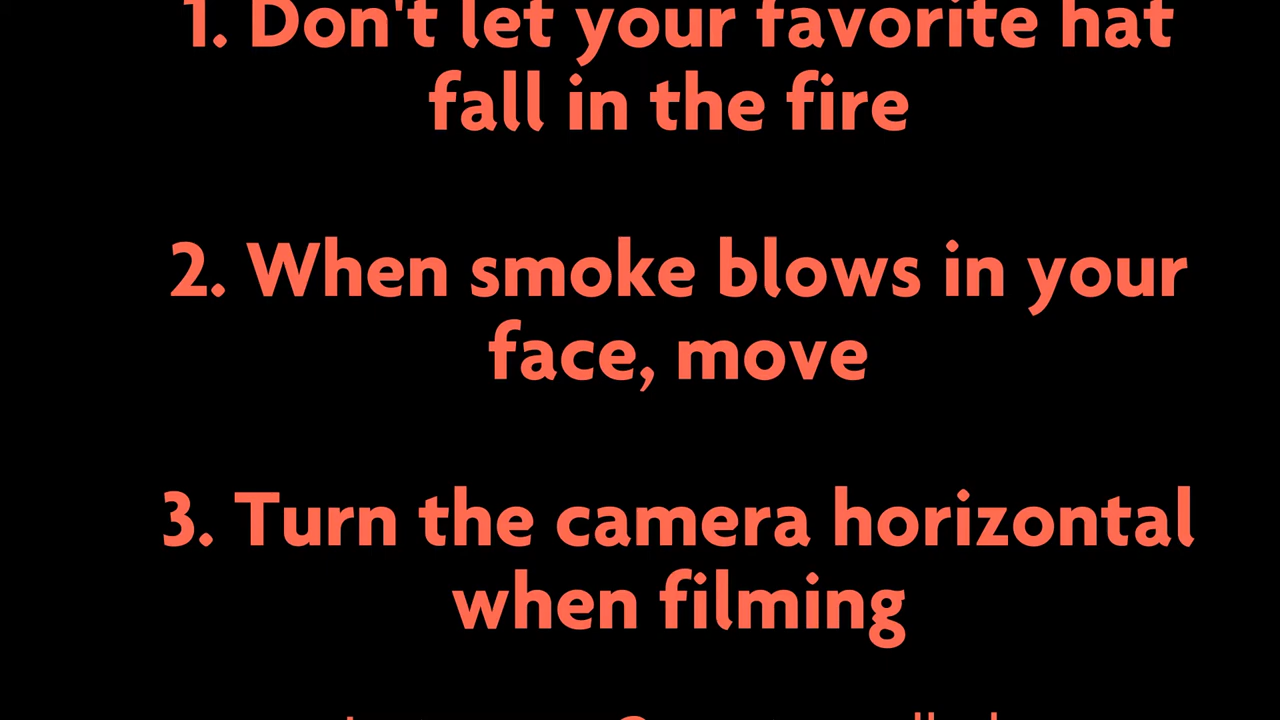 1. Don't let your favorite hat
fall in the fire
2. When smoke blows in your
face, move
3. Turn the camera horizontal
when filming